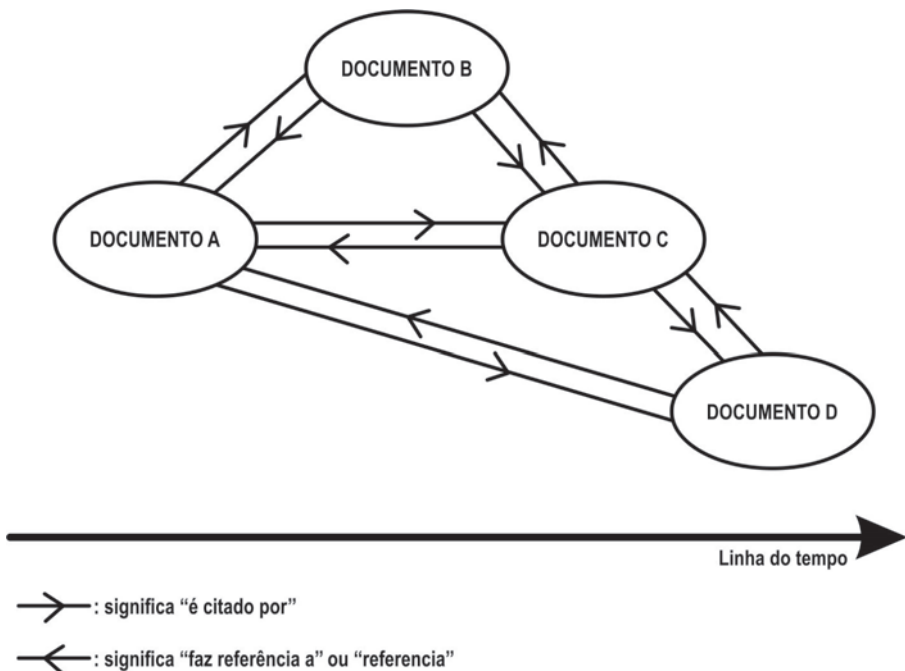 DOCUMENTO B
DOCUMENTO A
DOCUMENTO C
DOCUMENTO D
Linha do tempo
: significa “é citado por”
: significa “faz referência a” ou “referencia”